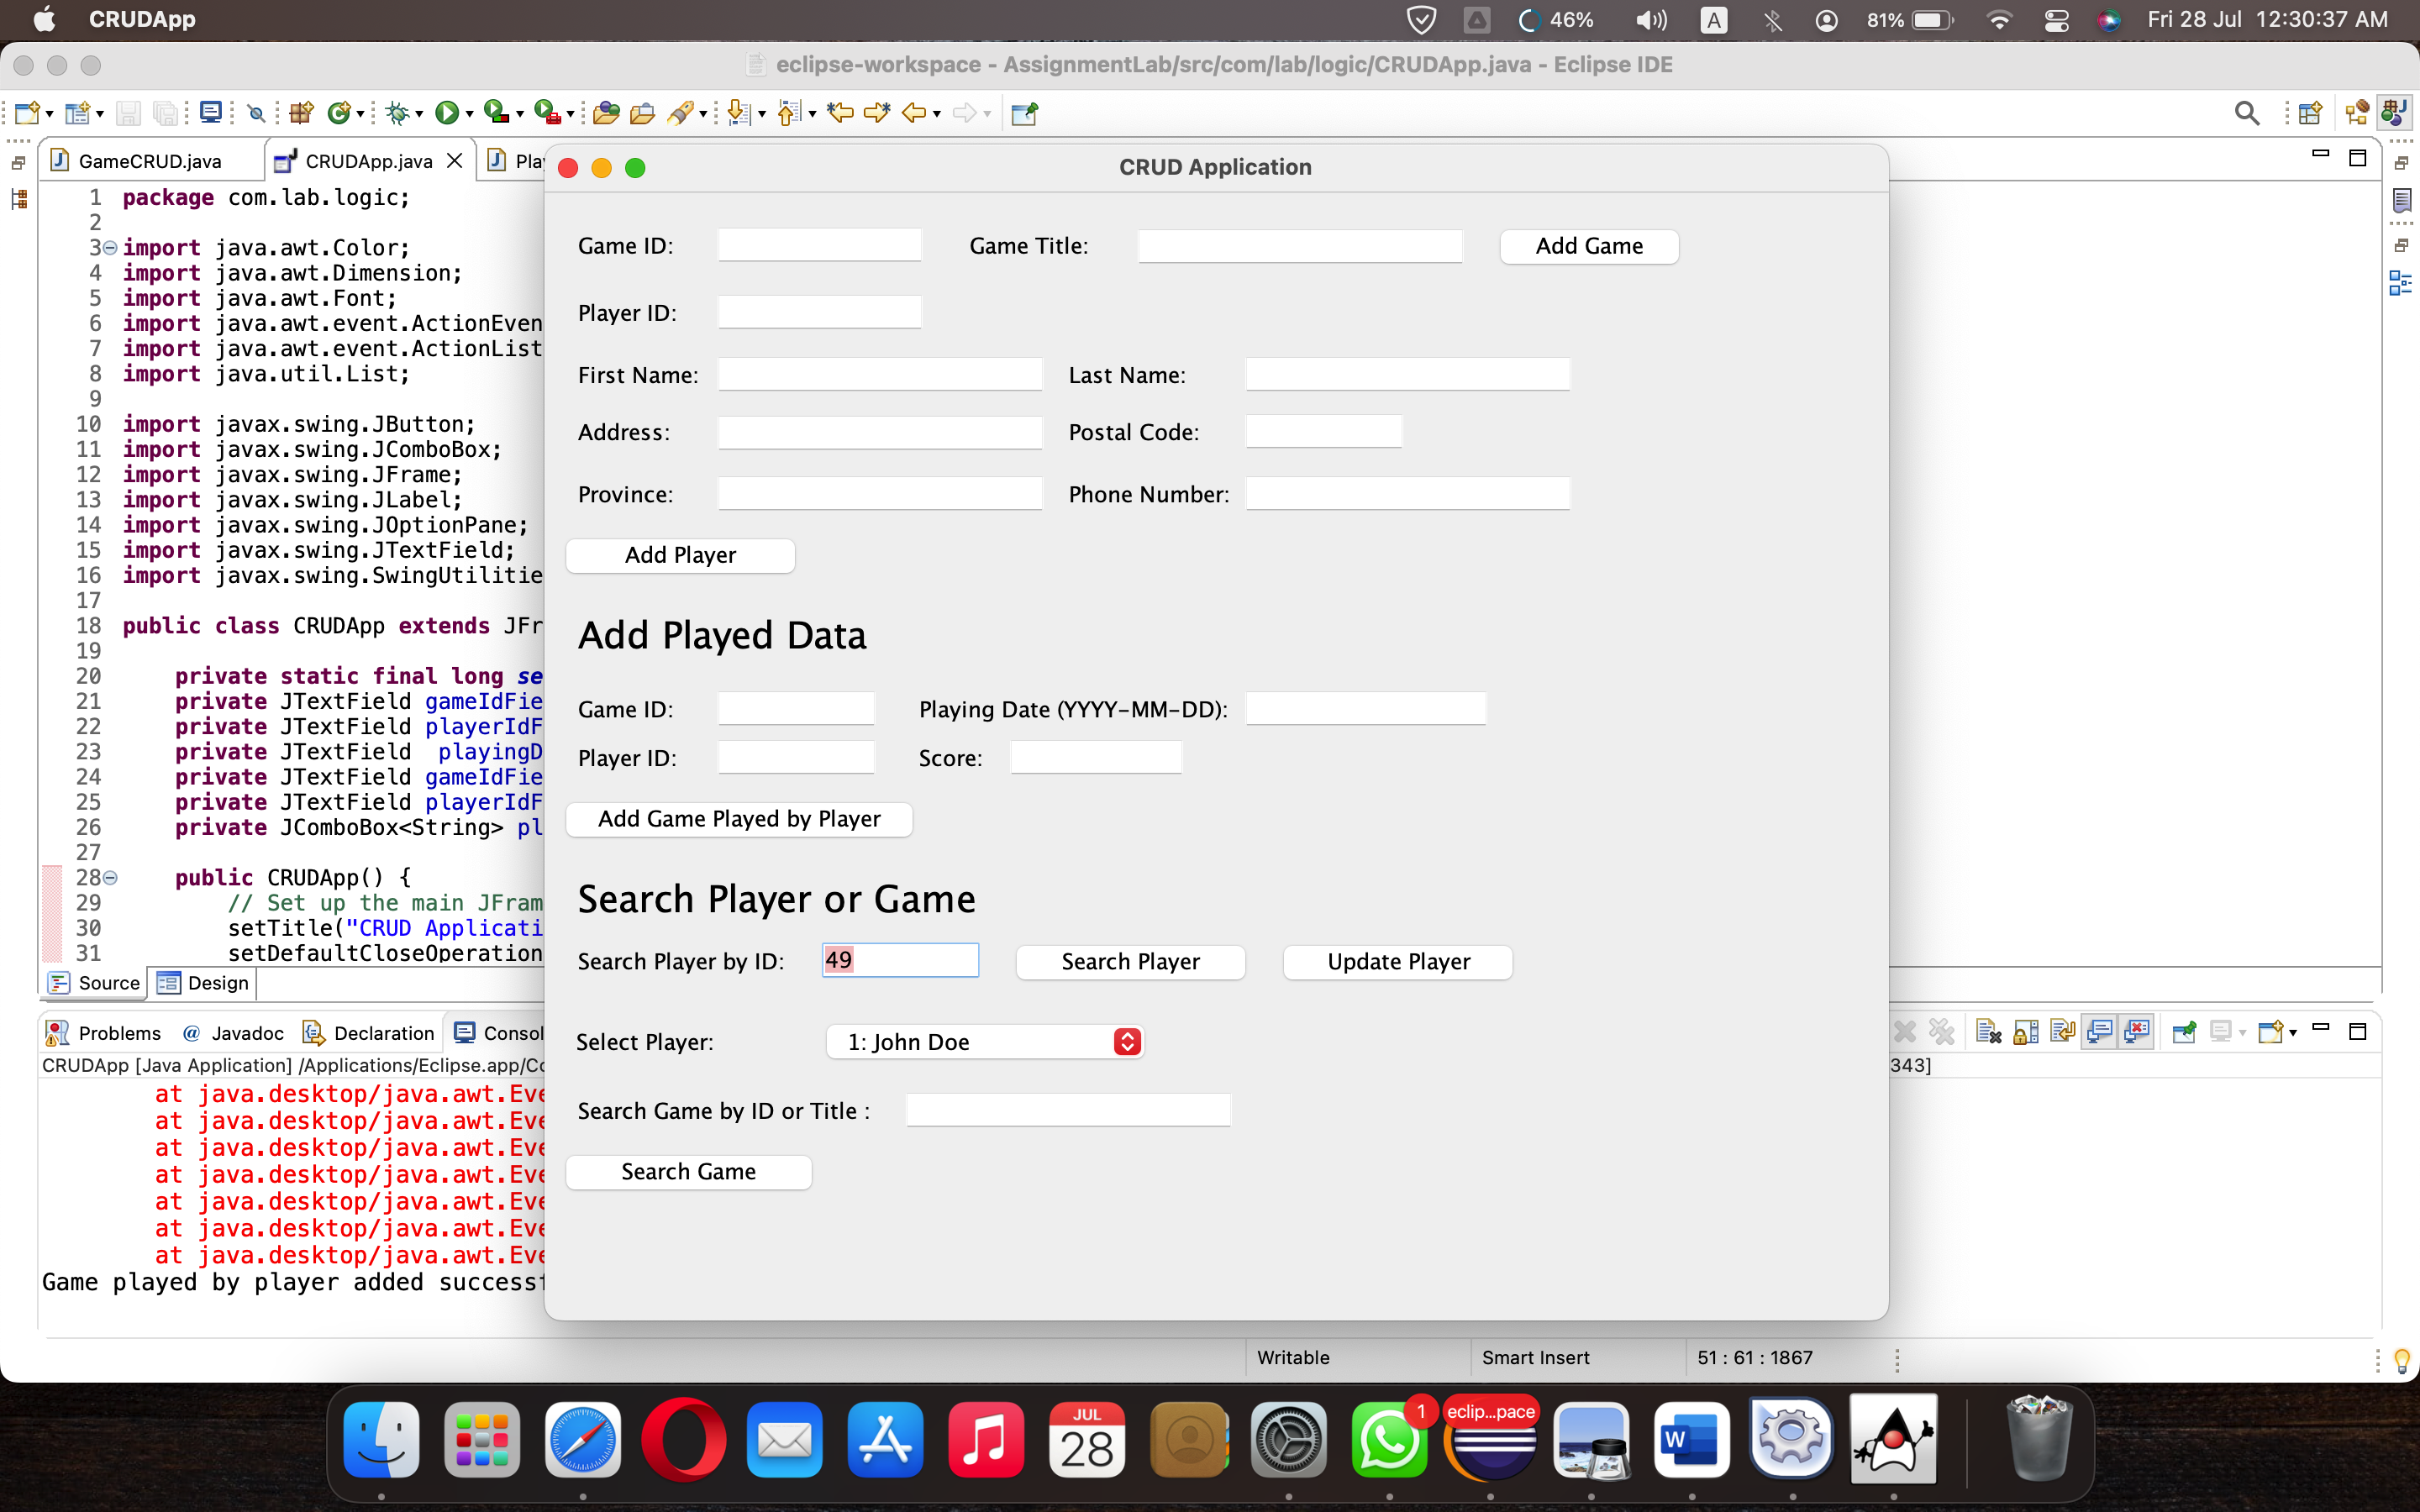 CRUDApp
46%
A
81%
Fri 28 Jul 12:30:37 AM
eclipse-workspace - AssignmentLab/src/com/lab/logic/CRUDApp.java - Eclipse IDE
GameCRUD.java
CRUDApp.java
Pla
1 package com.lab.logic;
2
3 import java.awt.Color;
4 import java.awt.Dimension;
5 import java.awt.Font;
6 import java.awt.event.ActionEven
7 import java.awt.event.ActionList
8 import java.util.List;
9
10 import javax.swing.JButton;
11 import javax.swing.JComboBox;
12 import javax.swing.JFrame;
13 import javax.swing.JLabel;
14 import javax.swing.JOptionPane;
15 import javax.swing.JTextField;
16 import javax.swing.SwingUtilitie
17
18 public class CRUDApp extends JFr
19
20 private static final long se
21 private JTextField gameIdFie
22 private JTextField playerIdF
23 private JTextField  playingD
24 private JTextField gameIdFie
25 private JTextField playerIdF
26 private JComboBox<String> pl
27
28 public CRUDApp() {
29 // Set up the main JFram
30 setTitle("CRUD Applicati
31 setDefaultCloseOperation
Source
Design
CRUD Application
Game ID:
Game Title:
Add Game
Player ID:
First Name:
Last Name:
Address:
Postal Code:
Province:
Phone Number:
Add Player
Add Played Data
Game ID:
Playing Date (YYYY-MM-DD):
Player ID:
Score:
Add Game Played by Player
Search Player or Game
Search Player by ID:
49
Search Player
Update Player
Select Player:
1: John Doe
Search Game by ID or Title :
Search Game
Problems
@ Javadoc
Declaration
Consol
CRUDApp [Java Application] /Applications/Eclipse.app/Co
343]
at java.desktop/java.awt.Eve
at java.desktop/java.awt.Eve
at java.desktop/java.awt.Eve
at java.desktop/java.awt.Eve
at java.desktop/java.awt.Eve
at java.desktop/java.awt.Eve
at java.desktop/java.awt.Eve
Game played by player added successf
Writable
Smart Insert
51 : 61 : 1867
JUL
28
1
eclip...pace
W